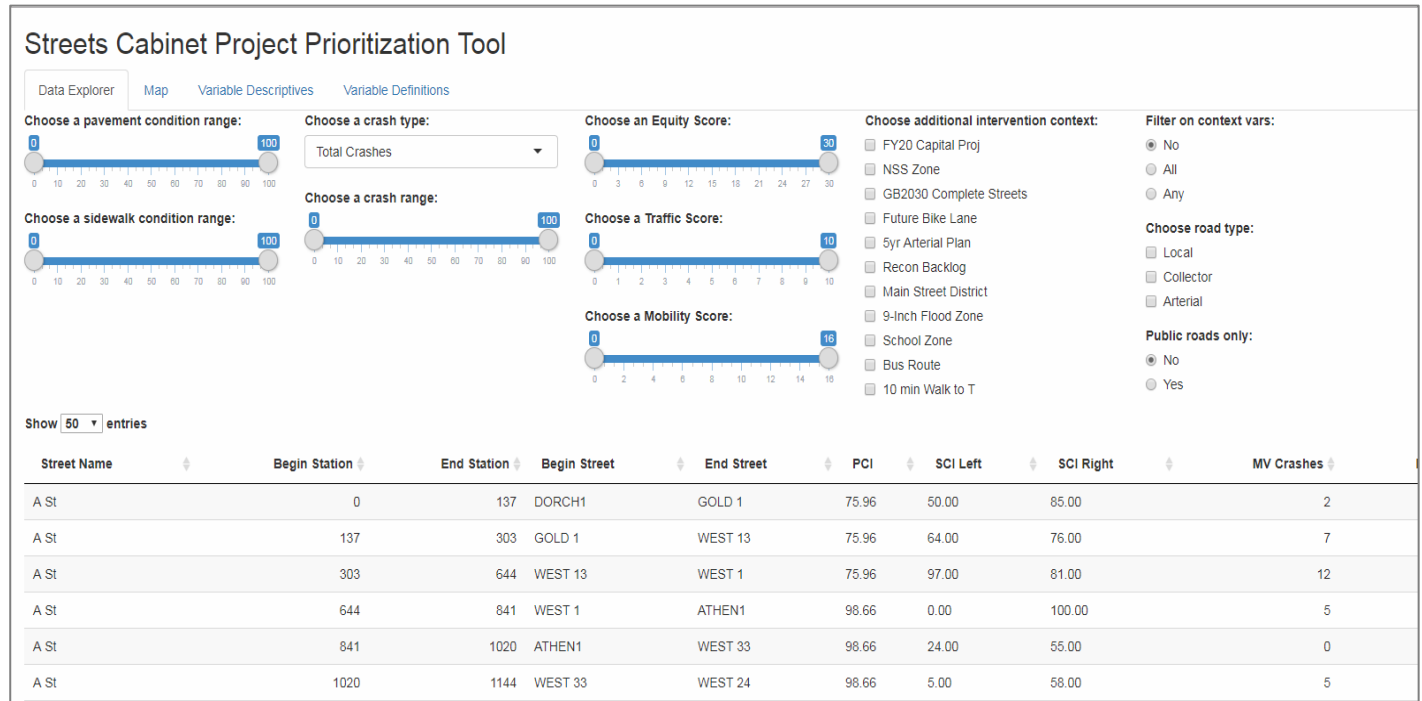 Streets Cabinet Project Prioritization Tool
Data Explorer Map Variable Descriptives Variable Definitions
Choose a pavement condition range:
0 100
0 10 20 30 40 50 60 70 80 90 100
Choose a sidewalk condition range:
0 100
0 10 20 30 40 50 60 70 80 90 100
Choose a crash type:
Total Crashes
Choose a crash range:
0 100
0 10 20 30 40 50 60 70 80 90 100
Choose an Equity Score:
0 30
0 3 6 9 12 15 18 21 24 27 30
Choose a Traffic Score:
0 10
0 1 2 3 4 5 6 7 8 9 10
Choose a Mobility Score:
0 16
0 2 4 6 8 10 12 14 16
Choose additional intervention context:
FY20 Capital Proj
NSS Zone
GB2030 Complete Streets
Future Bike Lane
5yr Arterial Plan
Recon Backlog
Main Street District
9-Inch Flood Zone
School Zone
Bus Route
10 min Walk to T
Filter on context vars:
No
All
Any
Choose road type:
Local
Collector
Arterial
Public roads only:
No
Yes
Show 50 entries
Street Name Begin Station End Station Begin Street End Street PCI SCI Left SCI Right MV Crashes
A St 0 137 DORCH1 GOLD 1 75.96 50.00 85.00 2
A St 137 303 GOLD 1 WEST 13 75.96 64.00 76.00 7
A St 303 644 WEST 13 WEST 1 75.96 97.00 81.00 12
A St 644 841 WEST 1 ATHEN1 98.66 0.00 100.00 5
A St 841 1020 ATHEN1 WEST 33 98.66 24.00 55.00 0
A St 1020 1144 WEST 33 WEST 24 98.66 5.00 58.00 5